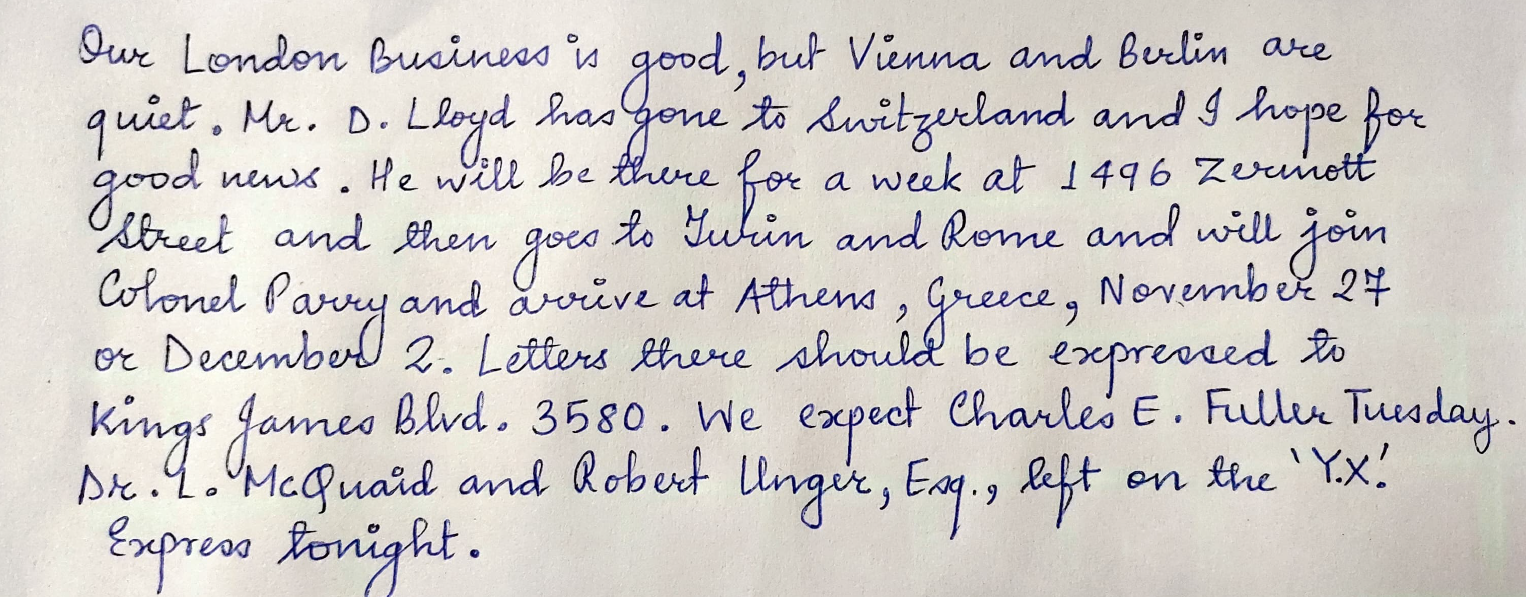 Our London Business is good, but Vienna and Berlin are
quiet. Mr. D. Lloyd has gone to Switzerland and I hope for
good news. He will be there for a week at 1496 Zermott
Street and then goes to Turin and Rome and will join
Colonel Parry and arrive at Athens, Greece, November 27
or December 2. Letters there should be expressed to
Kings James Blvd. 3580. We expect Charles E. Fuller Tuesday.
Dr. L. McQuaid and Robert Unger, Esq., left on the 'Y.X.'
Express tonight.